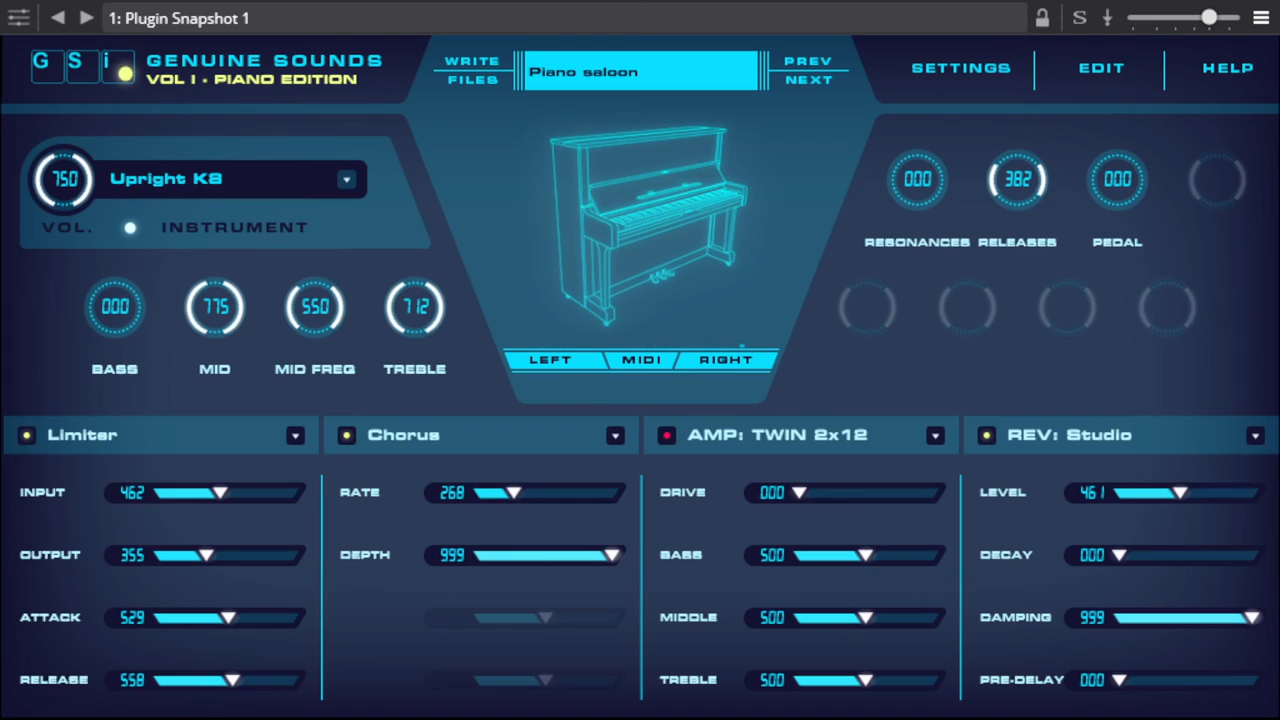 1: Plugin Snapshot 1
S
GSi
GENUINE SOUNDS
VOL I • PIANO EDITION
WRITE
FILES
Piano saloon
PREV
NEXT
SETTINGS
EDIT
HELP
750
Upright K8
VOL.
INSTRUMENT
000
382
000
RESONANCES
RELEASES
PEDAL
000
775
550
712
BASS
MID
MID FREQ
TREBLE
LEFT
MIDI
RIGHT
Limiter
INPUT 462
OUTPUT 355
ATTACK 529
RELEASE 558
Chorus
RATE 268
DEPTH 999
AMP: TWIN 2x12
DRIVE 000
BASS 500
MIDDLE 500
TREBLE 500
REV: Studio
LEVEL 461
DECAY 000
DAMPING 999
PRE-DELAY 000